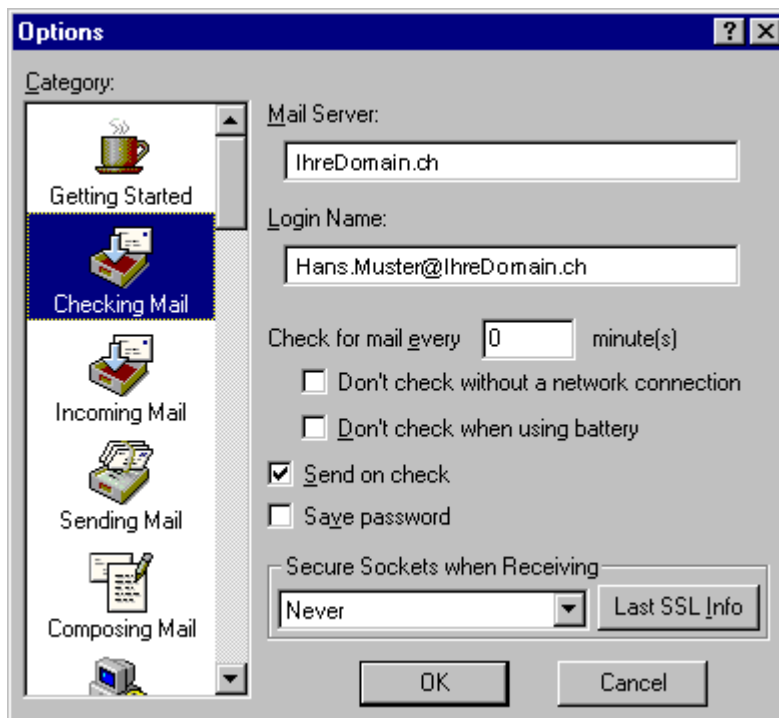 Options
Category:
Getting Started
Checking Mail
Incoming Mail
Sending Mail
Composing Mail
Mail Server:
IhreDomain.ch
Login Name:
Hans.Muster@IhreDomain.ch
Check for mail every 0 minute(s)
Don't check without a network connection
Don't check when using battery
Send on check
Save password
Secure Sockets when Receiving
Never
Last SSL Info
OK
Cancel